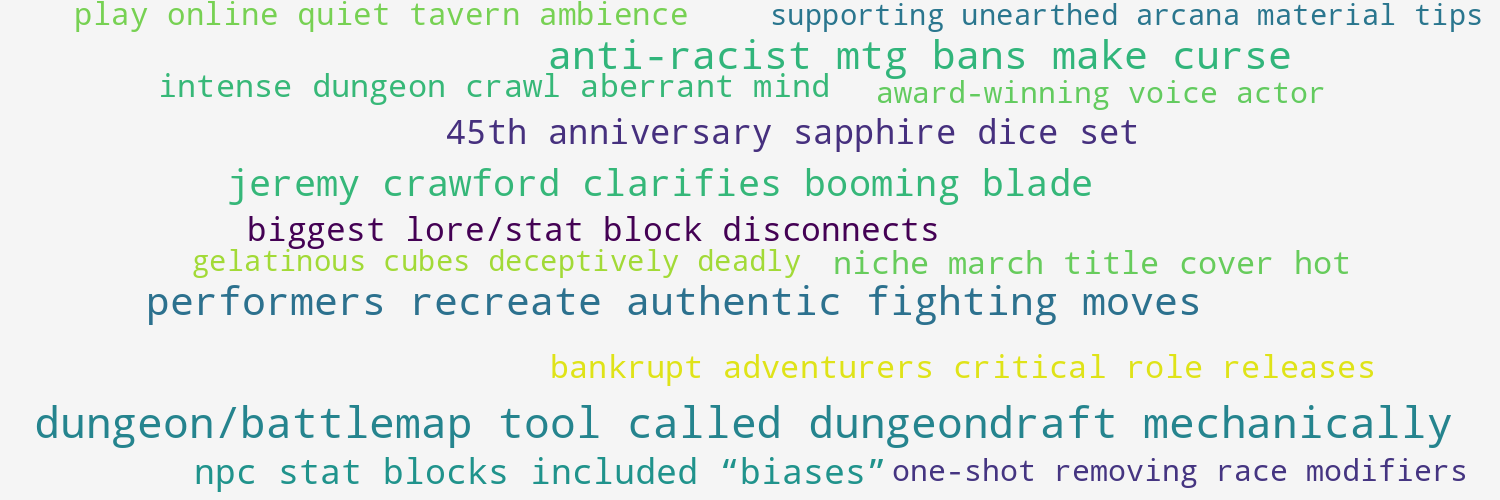 play online quiet tavern ambience
supporting unearthed arcana material tips
anti-racist mtg bans make curse
intense dungeon crawl aberrant mind
award-winning voice actor
45th anniversary sapphire dice set
jeremy crawford clarifies booming blade
biggest lore/stat block disconnects
gelatinous cubes deceptively deadly
niche march title cover hot
performers recreate authentic fighting moves
bankrupt adventurers critical role releases
dungeon/battlemap tool called dungeondraft mechanically
npc stat blocks included “biases”
one-shot removing race modifiers